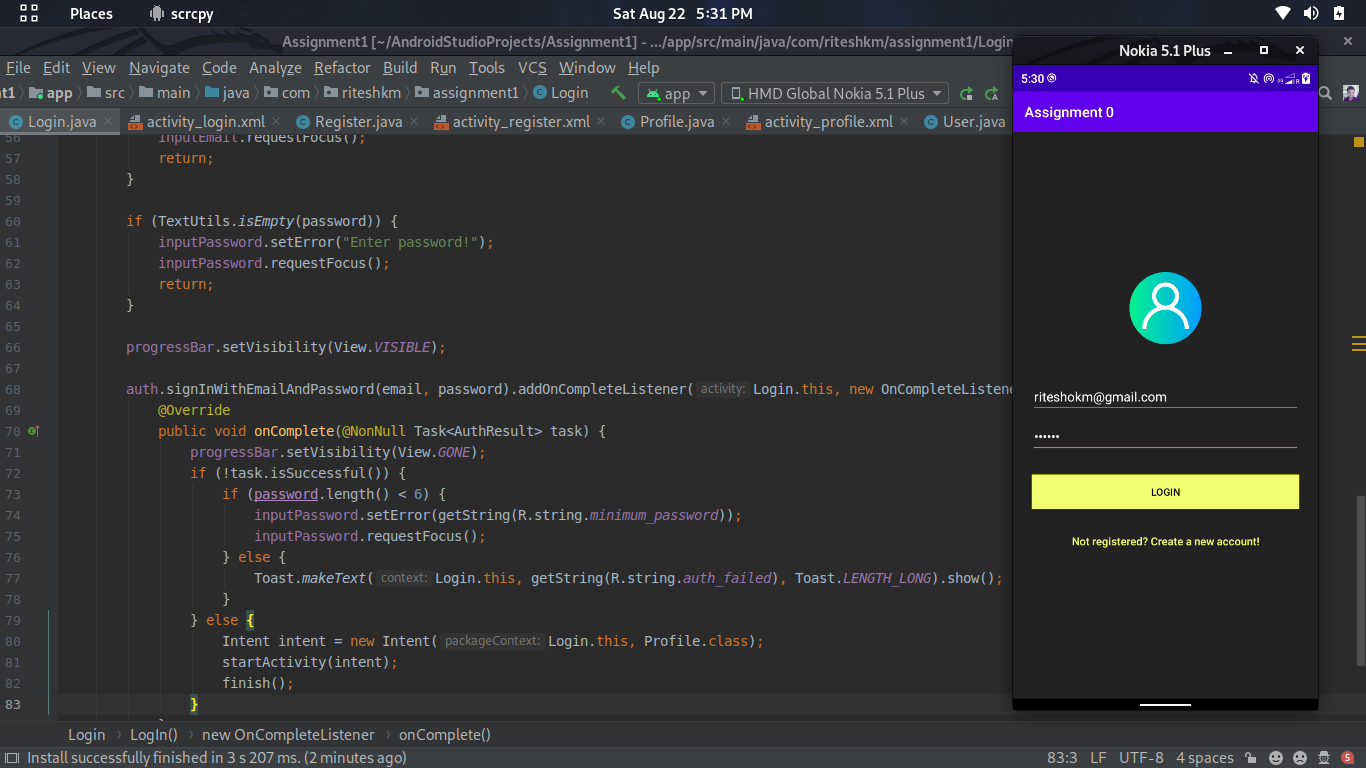 Places
scrcpy
Sat Aug 22 5:31 PM
Assignment1 [~/AndroidStudioProjects/Assignment1] - .../app/src/main/java/com/riteshkm/assignment1/Login
File Edit View Navigate Code Analyze Refactor Build Run Tools VCS Window Help
nt1 app src main java com riteshkm assignment1 Login app HMD Global Nokia 5.1 Plus
Login.java activity_login.xml Register.java activity_register.xml Profile.java activity_profile.xml User.java
56 inputEmail.requestFocus();
57 return;
58 }
59
60 if (TextUtils.isEmpty(password)) {
61 inputPassword.setError("Enter password!");
62 inputPassword.requestFocus();
63 return;
64 }
65
66 progressBar.setVisibility(View.VISIBLE);
67
68 auth.signInWithEmailAndPassword(email, password).addOnCompleteListener( activity: Login.this, new OnCompleteListene
69 @Override
70 public void onComplete(@NonNull Task<AuthResult> task) {
71 progressBar.setVisibility(View.GONE);
72 if (!task.isSuccessful()) {
73 if (password.length() < 6) {
74 inputPassword.setError(getString(R.string.minimum_password));
75 inputPassword.requestFocus();
76 } else {
77 Toast.makeText( context: Login.this, getString(R.string.auth_failed), Toast.LENGTH_LONG).show();
78 }
79 } else {
80 Intent intent = new Intent( packageContext: Login.this, Profile.class);
81 startActivity(intent);
82 finish();
83 }
Login LogIn() new OnCompleteListener onComplete()
Install successfully finished in 3 s 207 ms. (2 minutes ago)
83:3 LF UTF-8 4 spaces 5
Nokia 5.1 Plus
5:30
Assignment 0
riteshokm@gmail.com
••••••
LOGIN
Not registered? Create a new account!